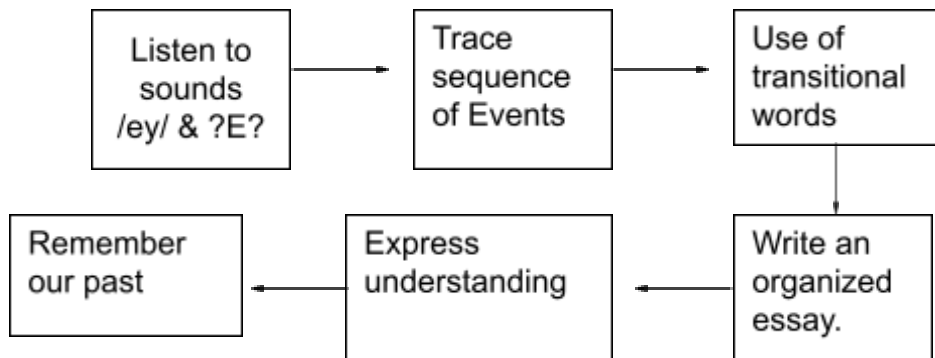 Listen to
sounds
/ey/ & ?E?
Trace
sequence
of Events
Use of
transitional
words
Write an
organized
essay.
Express
understanding
Remember
our past